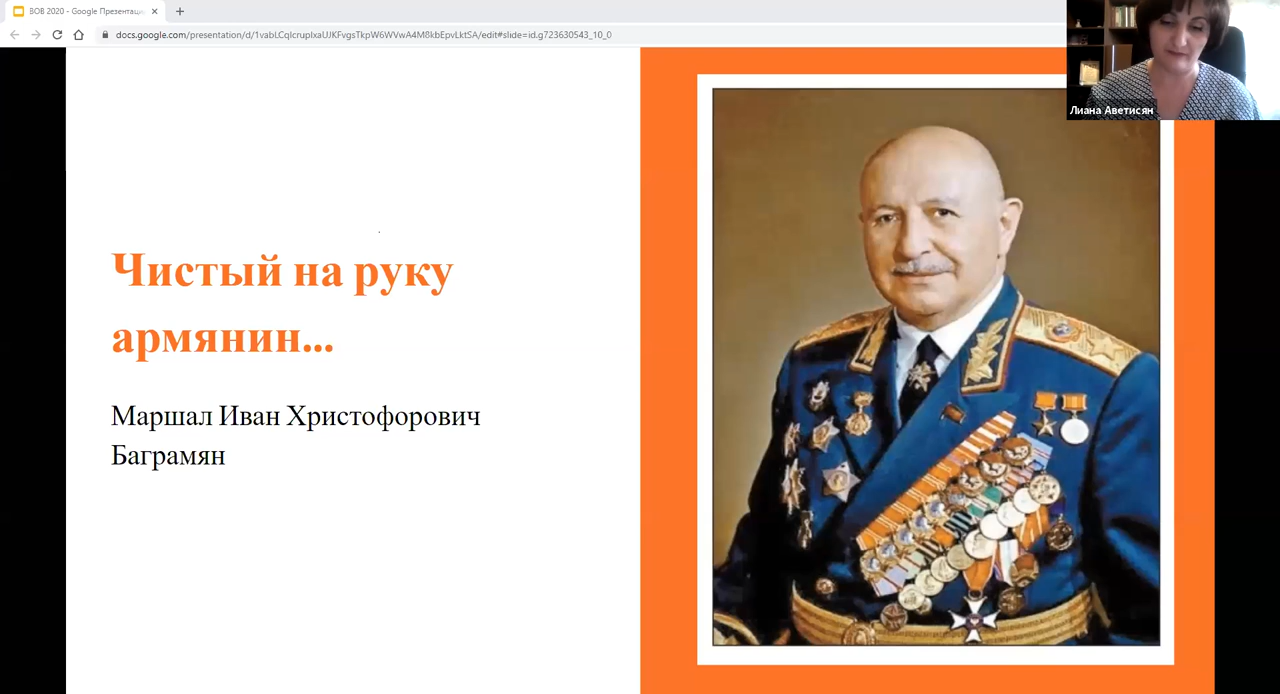 ВОВ 2020 - Google Презентаци
docs.google.com/presentation/d/1vabLCqlcruplxaUJKFvgsTkpW6WVwA4M8kbEpvLktSA/edit#slide=id.g723630543_10_0
Лиана Аветисян
Чистый на руку
армянин...
Маршал Иван Христофорович
Баграмян